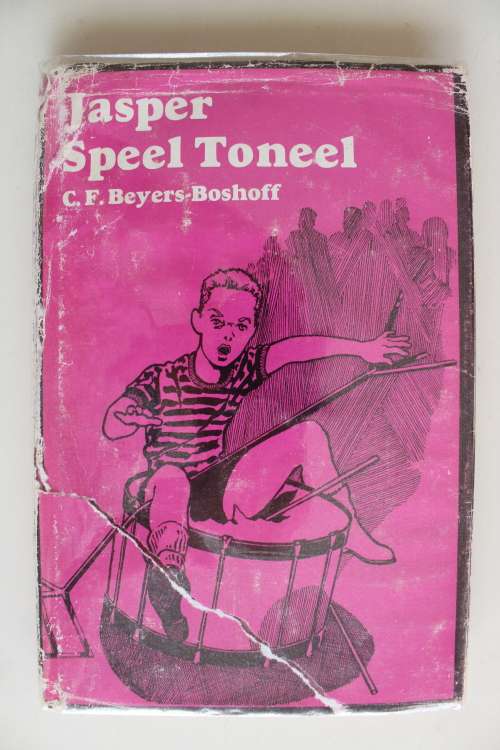 Jasper
Speel Toneel
C. F. Beyers-Boshoff